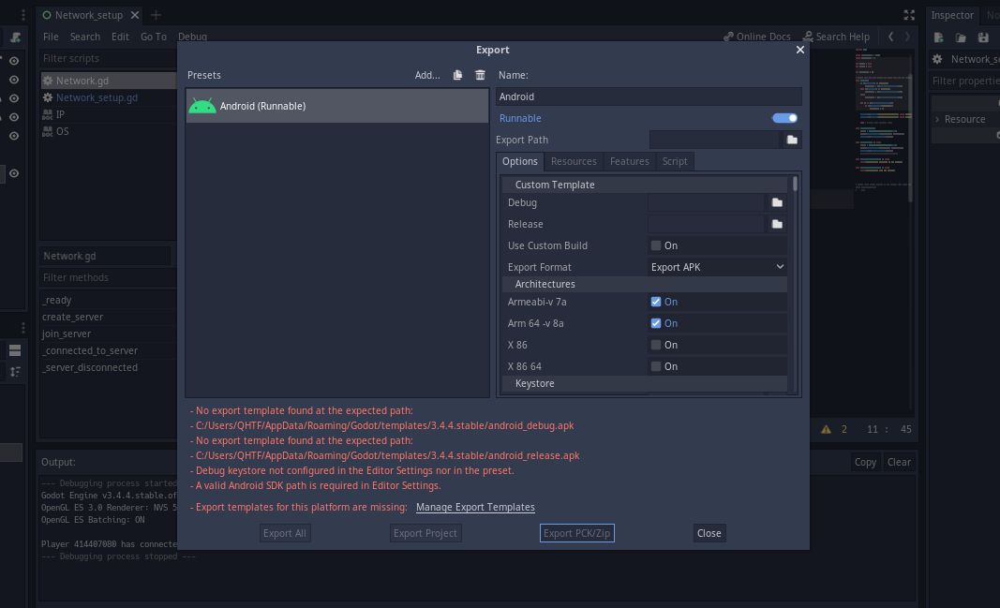 Network_setup
Inspector
No
File Search Edit Go To Debug
Online Docs
Search Help
Filter scripts
Network.gd
Network_setup.gd
IP
OS
Network.gd
Filter methods
_ready
create_server
join_server
_connected_to_server
_server_disconnected
Export
Presets
Add...
Name:
Android (Runnable)
Android
Runnable
Export Path
Options Resources Features Script
Custom Template
Debug
Release
Use Custom Build On
Export Format Export APK
Architectures
Armeabi-v 7a On
Arm 64 -v 8a On
X 86 On
X 86 64 On
Keystore
- No export template found at the expected path:
- C:/Users/QHTF/AppData/Roaming/Godot/templates/3.4.4.stable/android_debug.apk
- No export template found at the expected path:
- C:/Users/QHTF/AppData/Roaming/Godot/templates/3.4.4.stable/android_release.apk
- Debug keystore not configured in the Editor Settings nor in the preset.
- A valid Android SDK path is required in Editor Settings.
- Export templates for this platform are missing: Manage Export Templates
Export All Export Project Export PCK/Zip Close
Network_se
Filter propertie
Resource
2 11 : 45
Output:
Copy Clear
--- Debugging process started
Godot Engine v3.4.4.stable.of
OpenGL ES 3.0 Renderer: NVS 5
OpenGL ES Batching: ON
Player 414407080 has connecte
--- Debugging process stopped ---